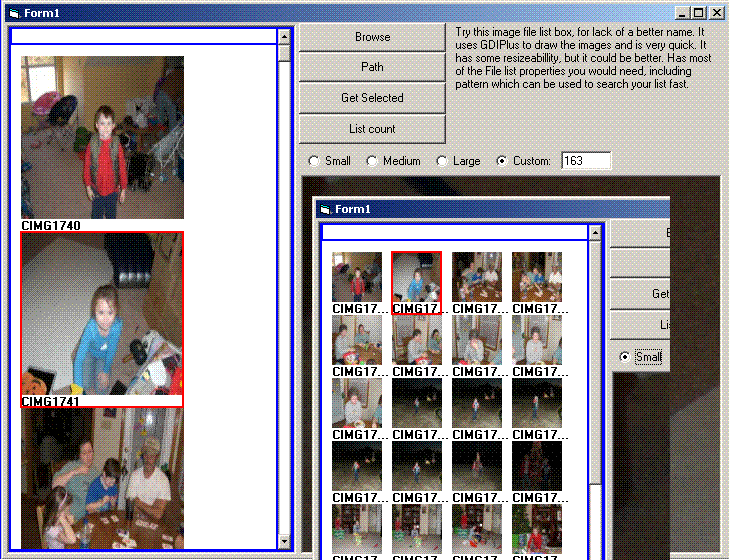 Form1
Browse
Path
Get Selected
List count
Try this image file list box, for lack of a better name. It
uses GDIPlus to draw the images and is very quick. It
has some resizeabillity, but it could be better. Has most
of the File list properties you would need, including
pattern which can be used to search your list fast.
Small Medium Large Custom: 163
CIMG1740
CIMG1741
Form1
CIMG17... CIMG17... CIMG17... CIMG17...
CIMG17... CIMG17... CIMG17... CIMG17...
CIMG17... CIMG17... CIMG17... CIMG17...
CIMG17... CIMG17... CIMG17... CIMG17...
Get
Small